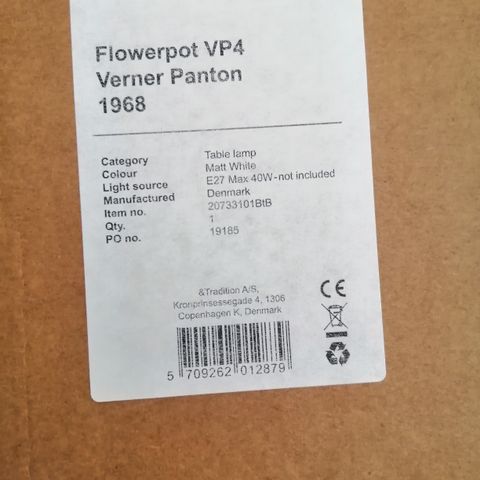 Flowerpot VP4
Verner Panton
1968
Category Table lamp
Colour Matt White
Light source E27 Max 40W-not included
Manufactured Denmark
Item no. 20733101BtB
Qty. 1
PO no. 19185
&Tradition A/S,
Kronprinsessegade 4, 1306
Copenhagen K, Denmark
CE
5 709262 012879